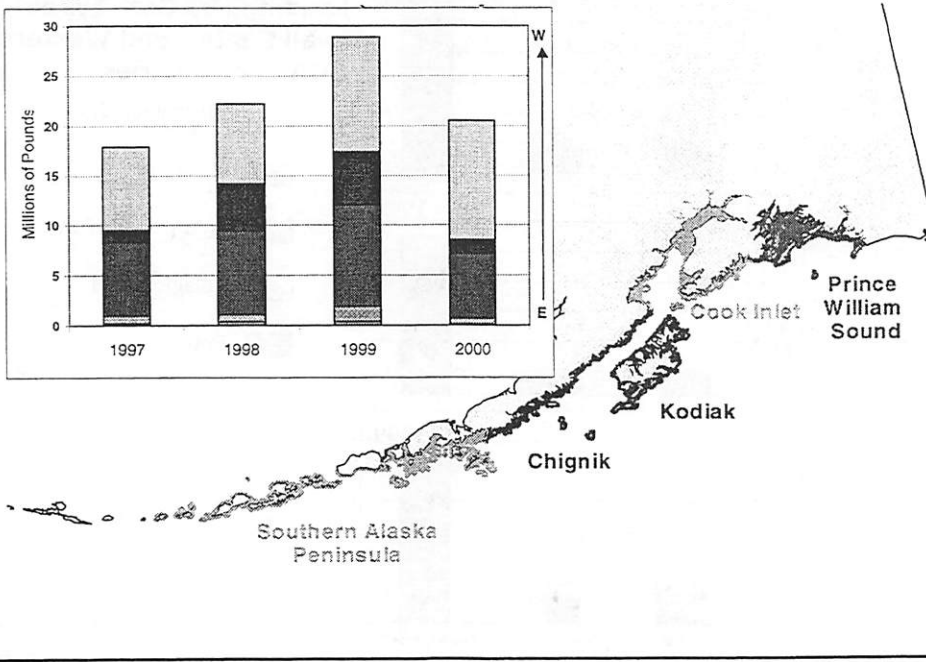 30
25
20
15
10
5
0
Millions of Pounds
1997
1998
1999
2000
W
E
Prince
William
Sound
Cook Inlet
Kodiak
Chignik
Southern Alaska
Peninsula